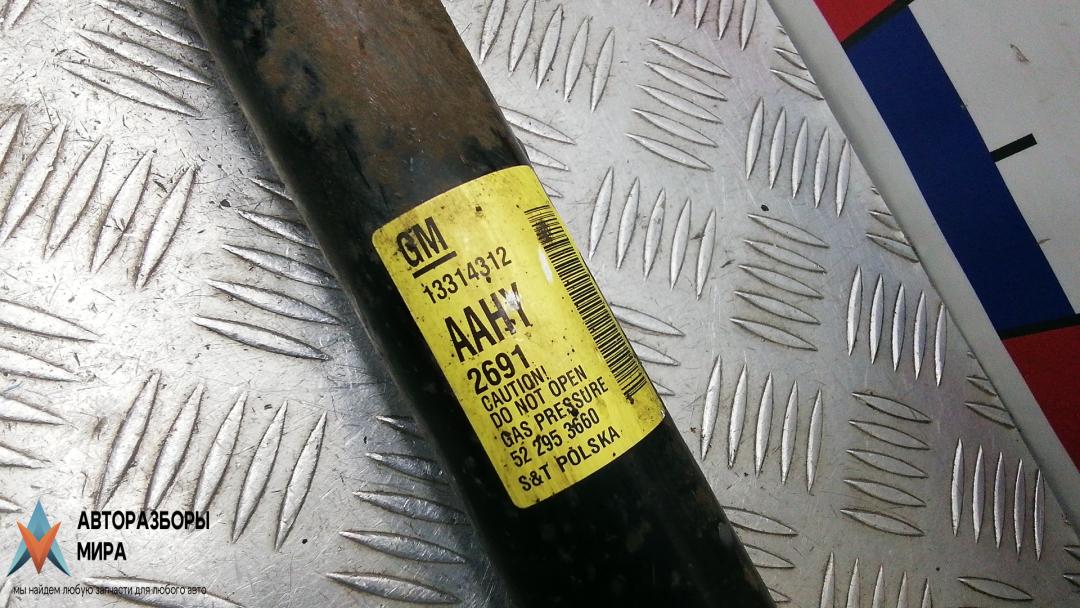 GM
13314312
AAHY
2691
CAUTION!
DO NOT OPEN
GAS PRESSURE
52 295 3660
S&T POLSKA
АВТОРАЗБОРЫ
МИРА
мы найдем любую запчасти для любого авто